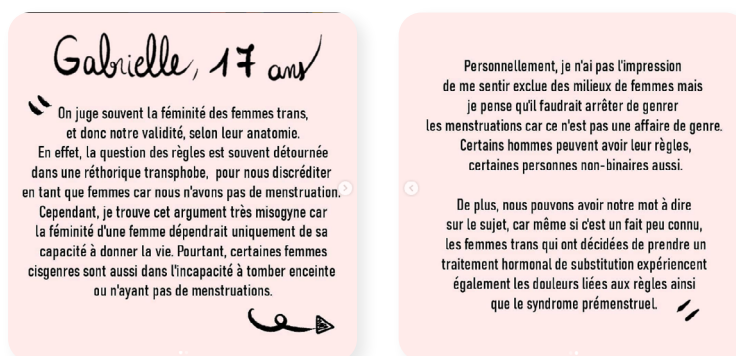 Gabrielle, 17 ans
On juge souvent la féminité des femmes trans,
et donc notre validité, selon leur anatomie.
En effet, la question des règles est souvent détournée
dans une réthorique transphobe, pour nous discréditer
en tant que femmes car nous n'avons pas de menstruation.
Cependant, je trouve cet argument très misogyne car
la féminité d'une femme dépendrait uniquement de sa
capacité à donner la vie. Pourtant, certaines femmes
cisgenres sont aussi dans l'incapacité à tomber enceinte
ou n'ayant pas de menstruations.
Personnellement, je n'ai pas l'impression
de me sentir exclue des milieux de femmes mais
je pense qu'il faudrait arrêter de genrer
les menstruations car ce n'est pas une affaire de genre.
Certains hommes peuvent avoir leur règles,
certaines personnes non-binaires aussi.
De plus, nous pouvons avoir notre mot à dire
sur le sujet, car même si c'est un fait peu connu,
les femmes trans qui ont décidées de prendre un
traitement hormonal de substitution expériencent
également les douleurs liées aux règles ainsi
que le syndrome prémenstruel.